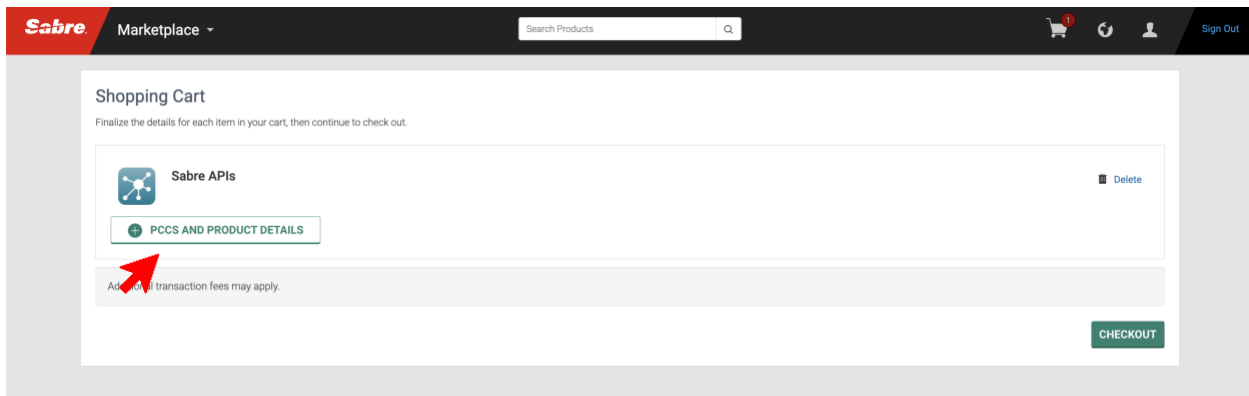 Sabre.
Marketplace
Search Products
1
Sign Out
Shopping Cart
Finalize the details for each item in your cart, then continue to check out.
Sabre APIs
Delete
PCCS AND PRODUCT DETAILS
transaction fees may apply.
CHECKOUT